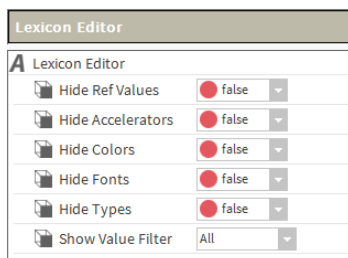 Lexicon Editor
A Lexicon Editor
Hide Ref Values false
Hide Accelerators false
Hide Colors false
Hide Fonts false
Hide Types false
Show Value Filter All